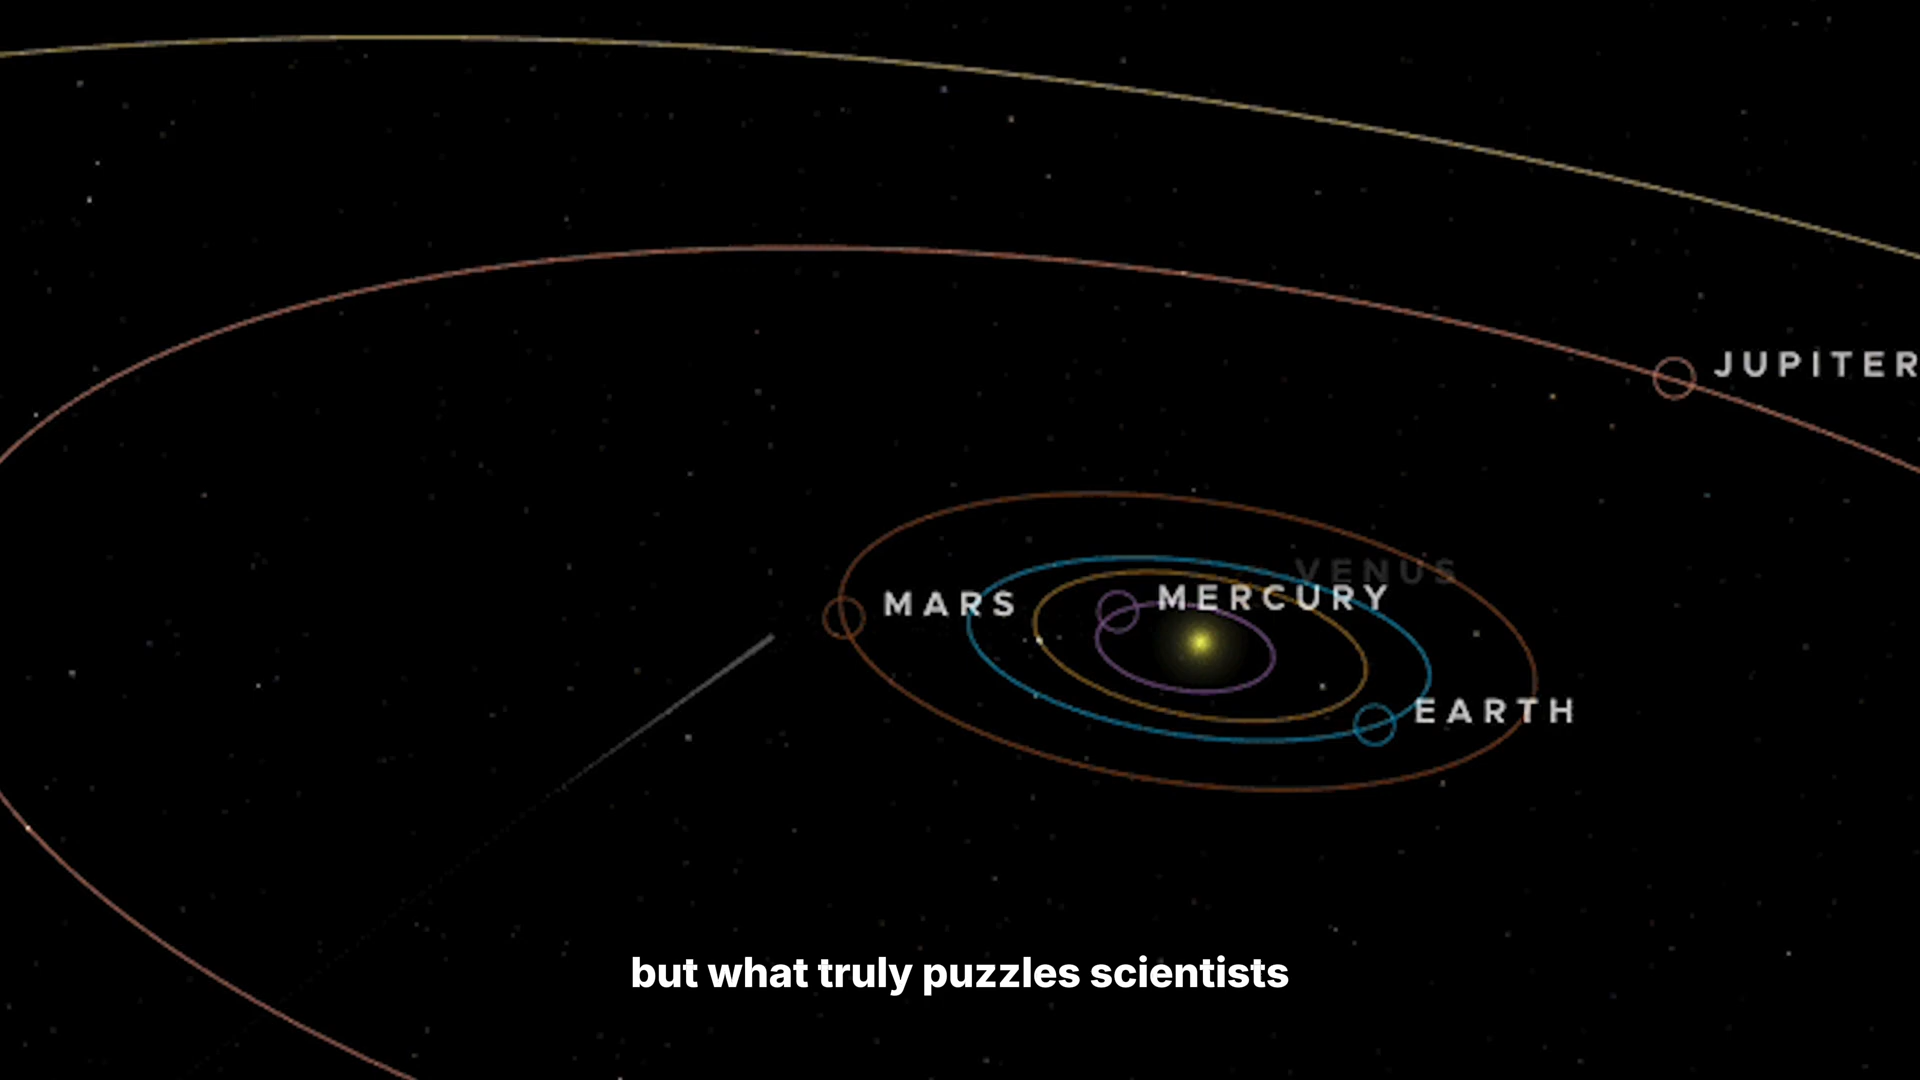 JUPITER
VENUS
MERCURY
MARS
EARTH
but what truly puzzles scientists